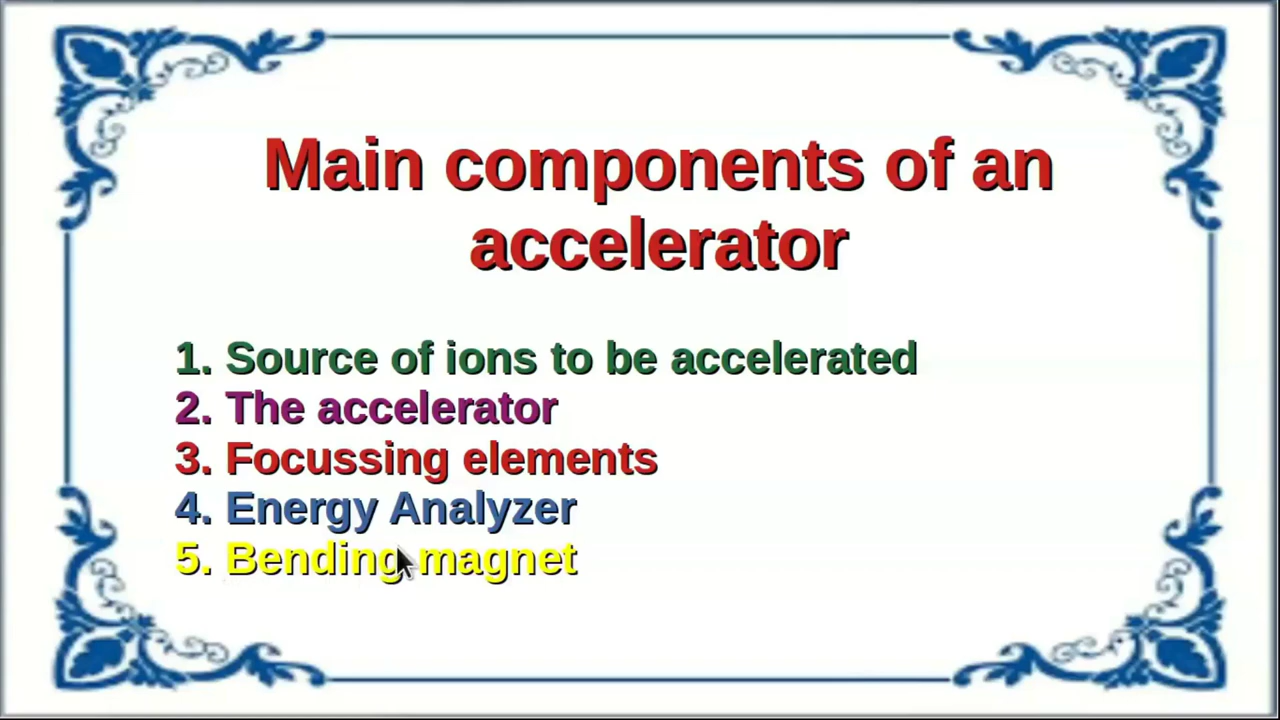 Main components of an
accelerator
1. Source of ions to be accelerated
2. The accelerator
3. Focussing elements
4. Energy Analyzer
5. Bending magnet